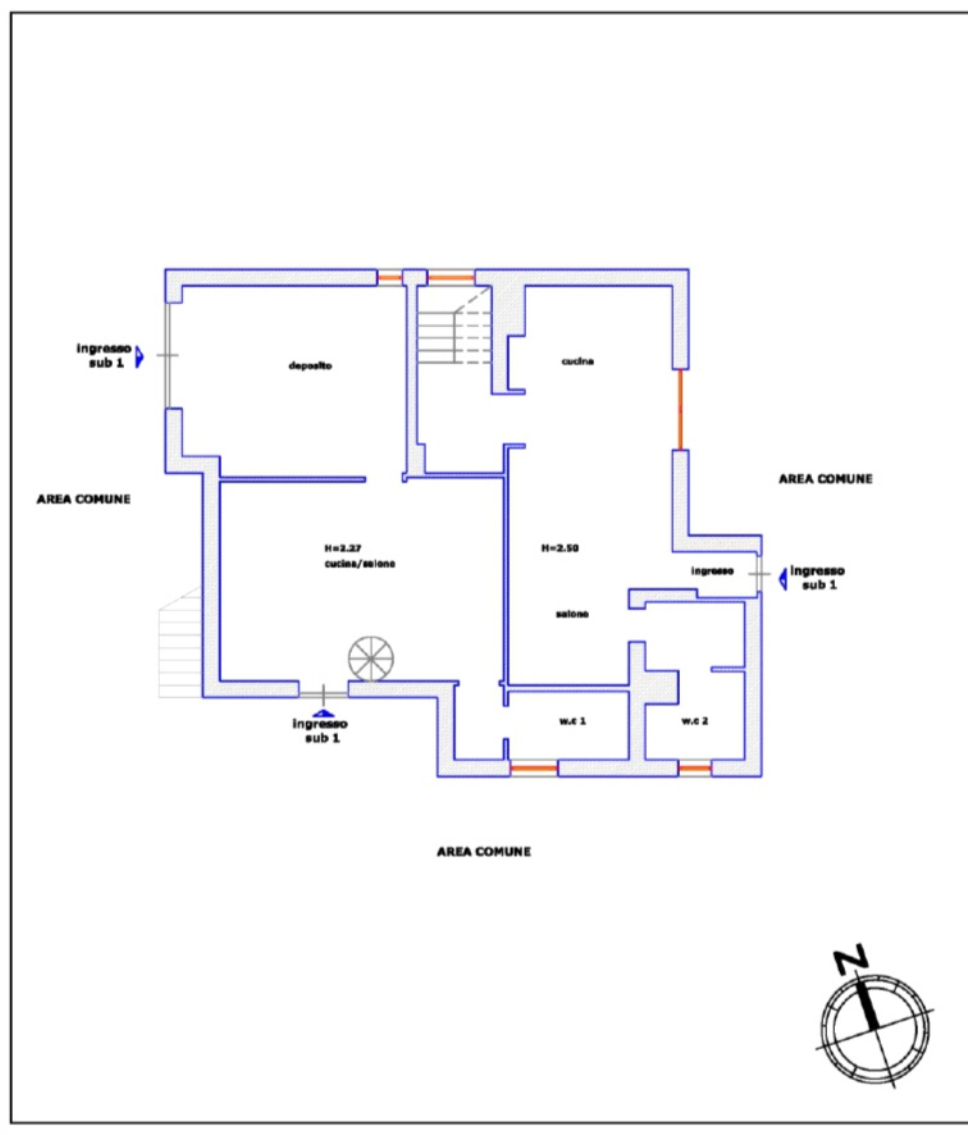 ingresso
sub 1
deposito
cucina
AREA COMUNE
AREA COMUNE
H=2.27
cucina/salone
H=2.50
ingresso
ingresso
sub 1
salone
ingresso
sub 1
w.c 1
w.c 2
AREA COMUNE
N